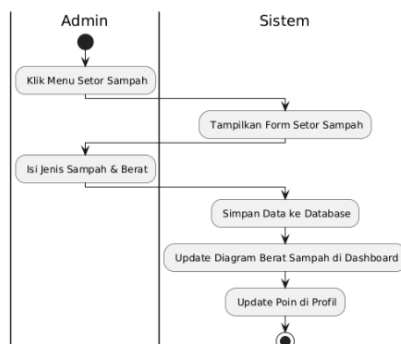 Admin
Sistem
Klik Menu Setor Sampah
Tampilkan Form Setor Sampah
Isi Jenis Sampah & Berat
Simpan Data ke Database
Update Diagram Berat Sampah di Dashboard
Update Poin di Profil